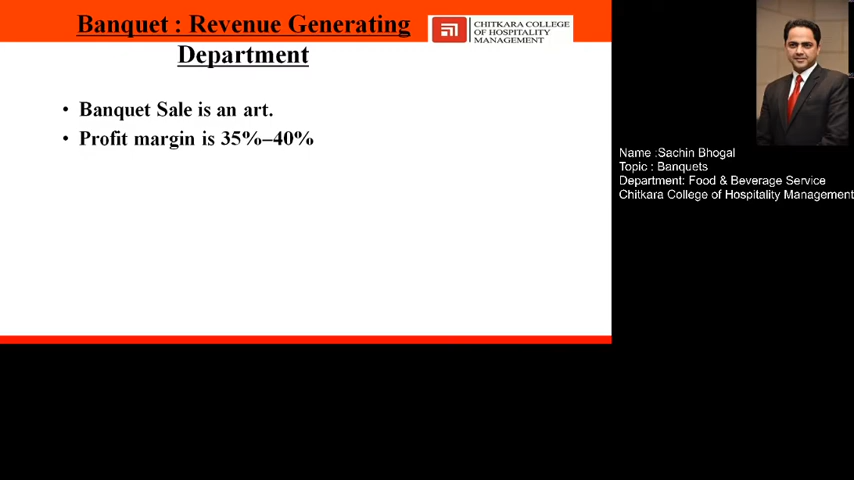 Banquet : Revenue Generating
Department
CHITKARA COLLEGE
OF HOSPITALITY
MANAGEMENT
• Banquet Sale is an art.
• Profit margin is 35%–40%
Name :Sachin Bhogal
Topic : Banquets
Department: Food & Beverage Service
Chitkara College of Hospitality Management